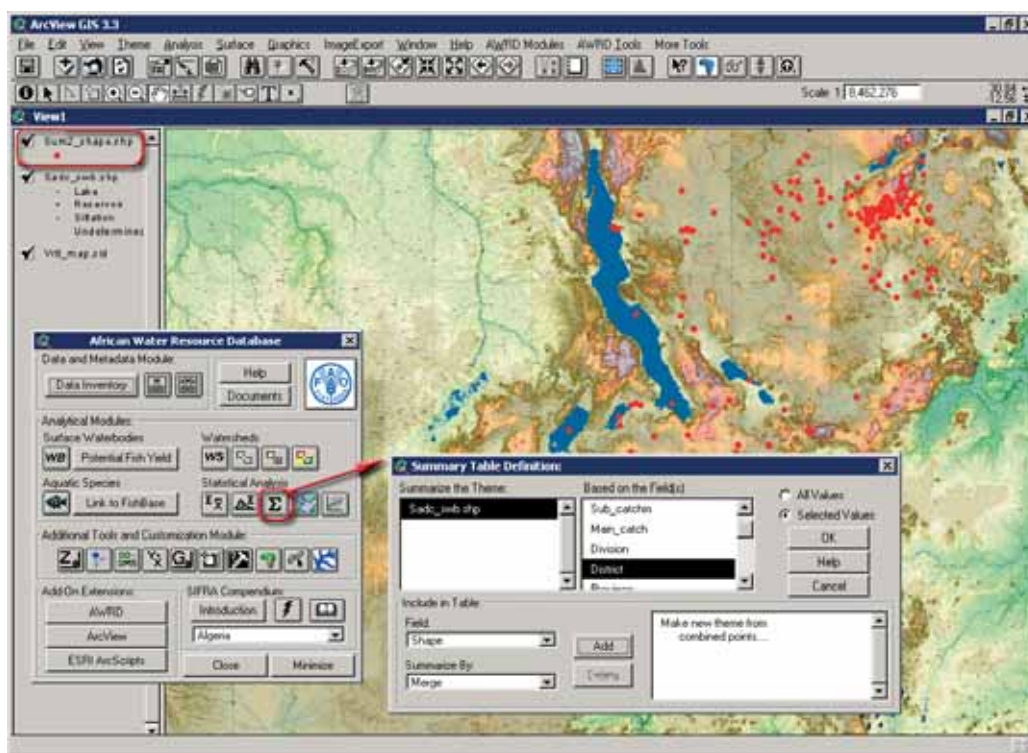 ArcView GIS 3.3
File Edit View Theme Analysis Surface Graphics ImageExport Window Help AWRD Modules AWRD Tools More Tools
Scale 1: 8,462,276
View1
Sum2_shape.shp
Sadc_swb.shp
Lake
Reservoir
Undetermined
African Water Resource Database
Data and Metadata Module:
Data Inventory
Help
Documents
Analytical Modules:
Surface Waterbodies
Watersheds
WB
Potential Fish Yield
WS
Aquatic Species
Statistical Analysis
Link to FishBase
Σ
Additional Tools and Customization Module:
Add-On Extensions:
SIFRA Compendium:
AWRD
Introduction
ArcView
Algeria
ESRI ArcScripts
Close
Minimize
Summary Table Definition:
Summarize the Theme:
Based on the Field(s)
Sadc_swb.shp
Sub_catchm
Main_catch
Division
District
All Values
Selected Values
OK
Help
Cancel
Include in Table:
Field
Shape
Add
Summarize By
Merge
Delete
Make new theme from
combined points...